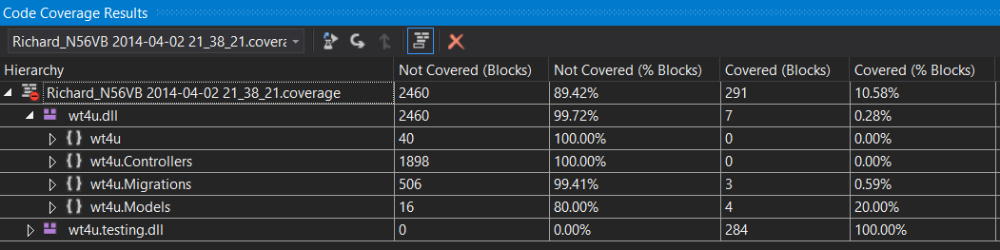 Code Coverage Results
Richard_N56VB 2014-04-02 21_38_21.covera
Hierarchy Not Covered (Blocks) Not Covered (% Blocks) Covered (Blocks) Covered (% Blocks)
Richard_N56VB 2014-04-02 21_38_21.coverage 2460 89.42% 291 10.58%
wt4u.dll 2460 99.72% 7 0.28%
{ } wt4u 40 100.00% 0 0.00%
{ } wt4u.Controllers 1898 100.00% 0 0.00%
{ } wt4u.Migrations 506 99.41% 3 0.59%
{ } wt4u.Models 16 80.00% 4 20.00%
wt4u.testing.dll 0 0.00% 284 100.00%